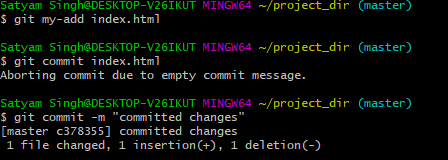 Satyam Singh@DESKTOP-V26IKUT MINGW64 ~/project_dir (master)
$ git my-add index.html
Satyam Singh@DESKTOP-V26IKUT MINGW64 ~/project_dir (master)
$ git commit index.html
Aborting commit due to empty commit message.
Satyam Singh@DESKTOP-V26IKUT MINGW64 ~/project_dir (master)
$ git commit -m "committed changes"
[master c378355] committed changes
 1 file changed, 1 insertion(+), 1 deletion(-)